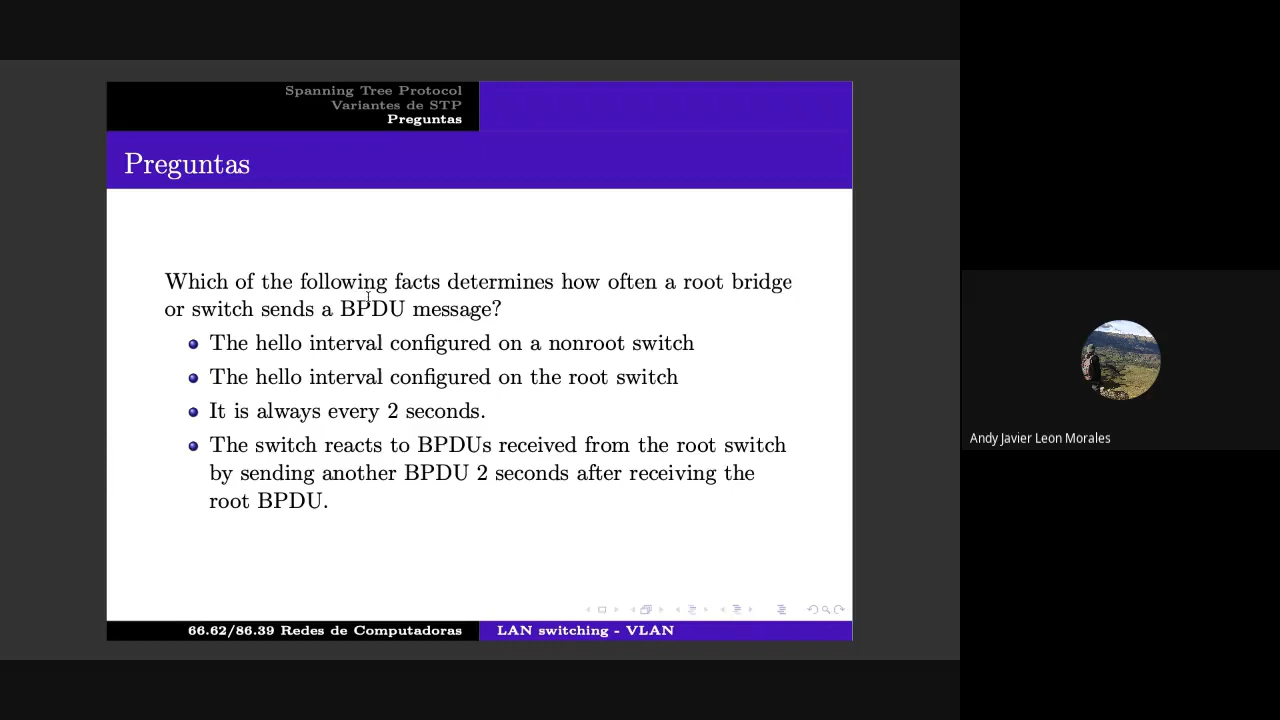 Spanning Tree Protocol
Variantes de STP
Preguntas
Preguntas
Which of the following facts determines how often a root bridge
or switch sends a BPDU message?
The hello interval configured on a nonroot switch
The hello interval configured on the root switch
It is always every 2 seconds.
The switch reacts to BPDUs received from the root switch
by sending another BPDU 2 seconds after receiving the
root BPDU.
66.62/86.39 Redes de Computadoras
LAN switching - VLAN
Andy Javier Leon Morales